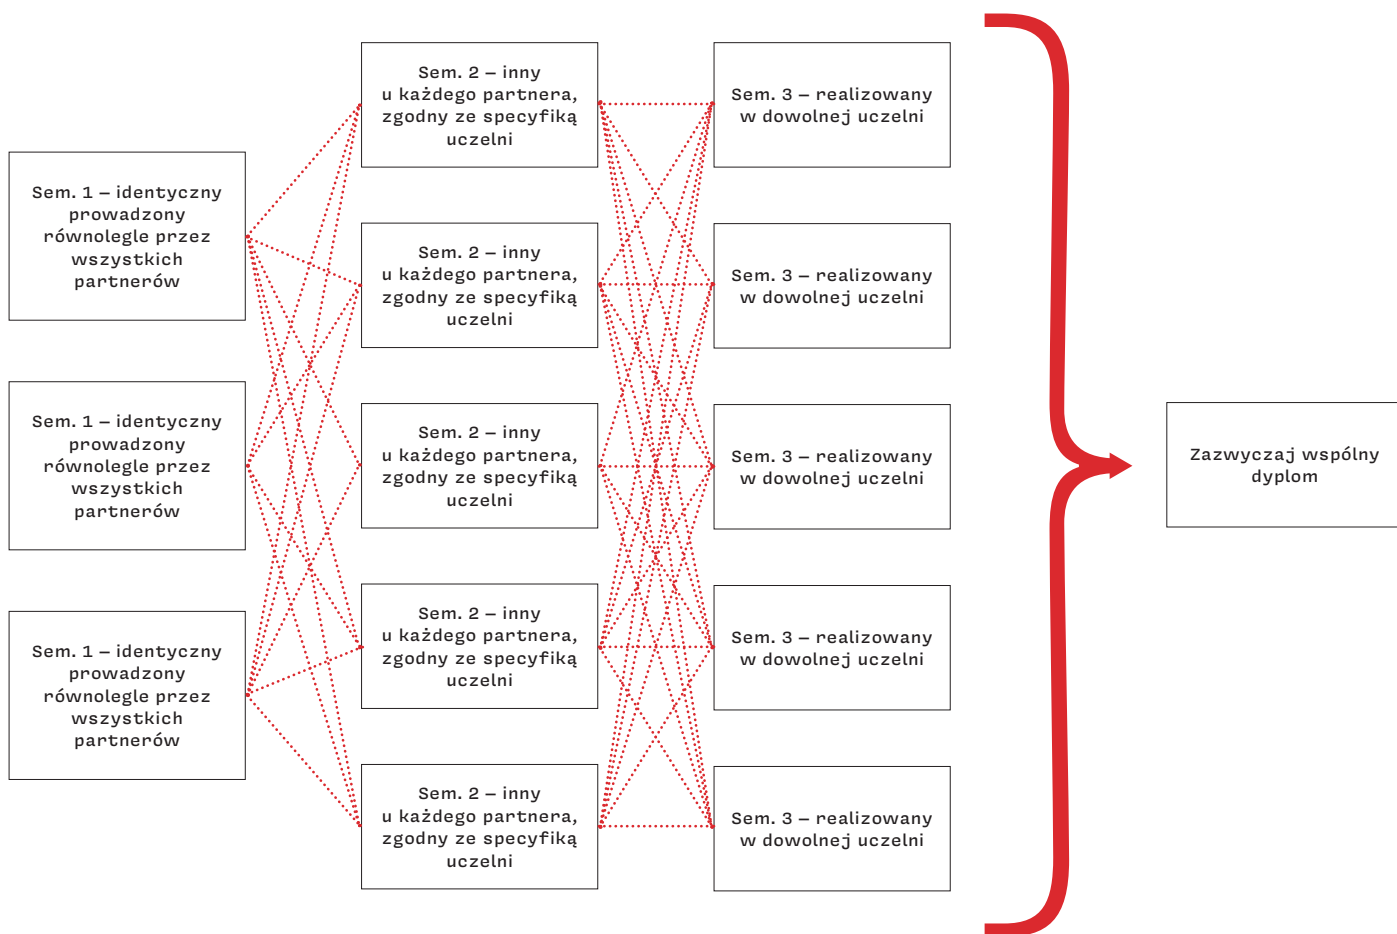 Sem. 1 – identyczny
prowadzony
równolegle przez
wszystkich
partnerów
Sem. 1 – identyczny
prowadzony
równolegle przez
wszystkich
partnerów
Sem. 1 – identyczny
prowadzony
równolegle przez
wszystkich
partnerów
Sem. 2 – inny
u każdego partnera,
zgodny ze specyfiką
uczelni
Sem. 2 – inny
u każdego partnera,
zgodny ze specyfiką
uczelni
Sem. 2 – inny
u każdego partnera,
zgodny ze specyfiką
uczelni
Sem. 2 – inny
u każdego partnera,
zgodny ze specyfiką
uczelni
Sem. 2 – inny
u każdego partnera,
zgodny ze specyfiką
uczelni
Sem. 3 – realizowany
w dowolnej uczelni
Sem. 3 – realizowany
w dowolnej uczelni
Sem. 3 – realizowany
w dowolnej uczelni
Sem. 3 – realizowany
w dowolnej uczelni
Sem. 3 – realizowany
w dowolnej uczelni
Zazwyczaj wspólny
dyplom